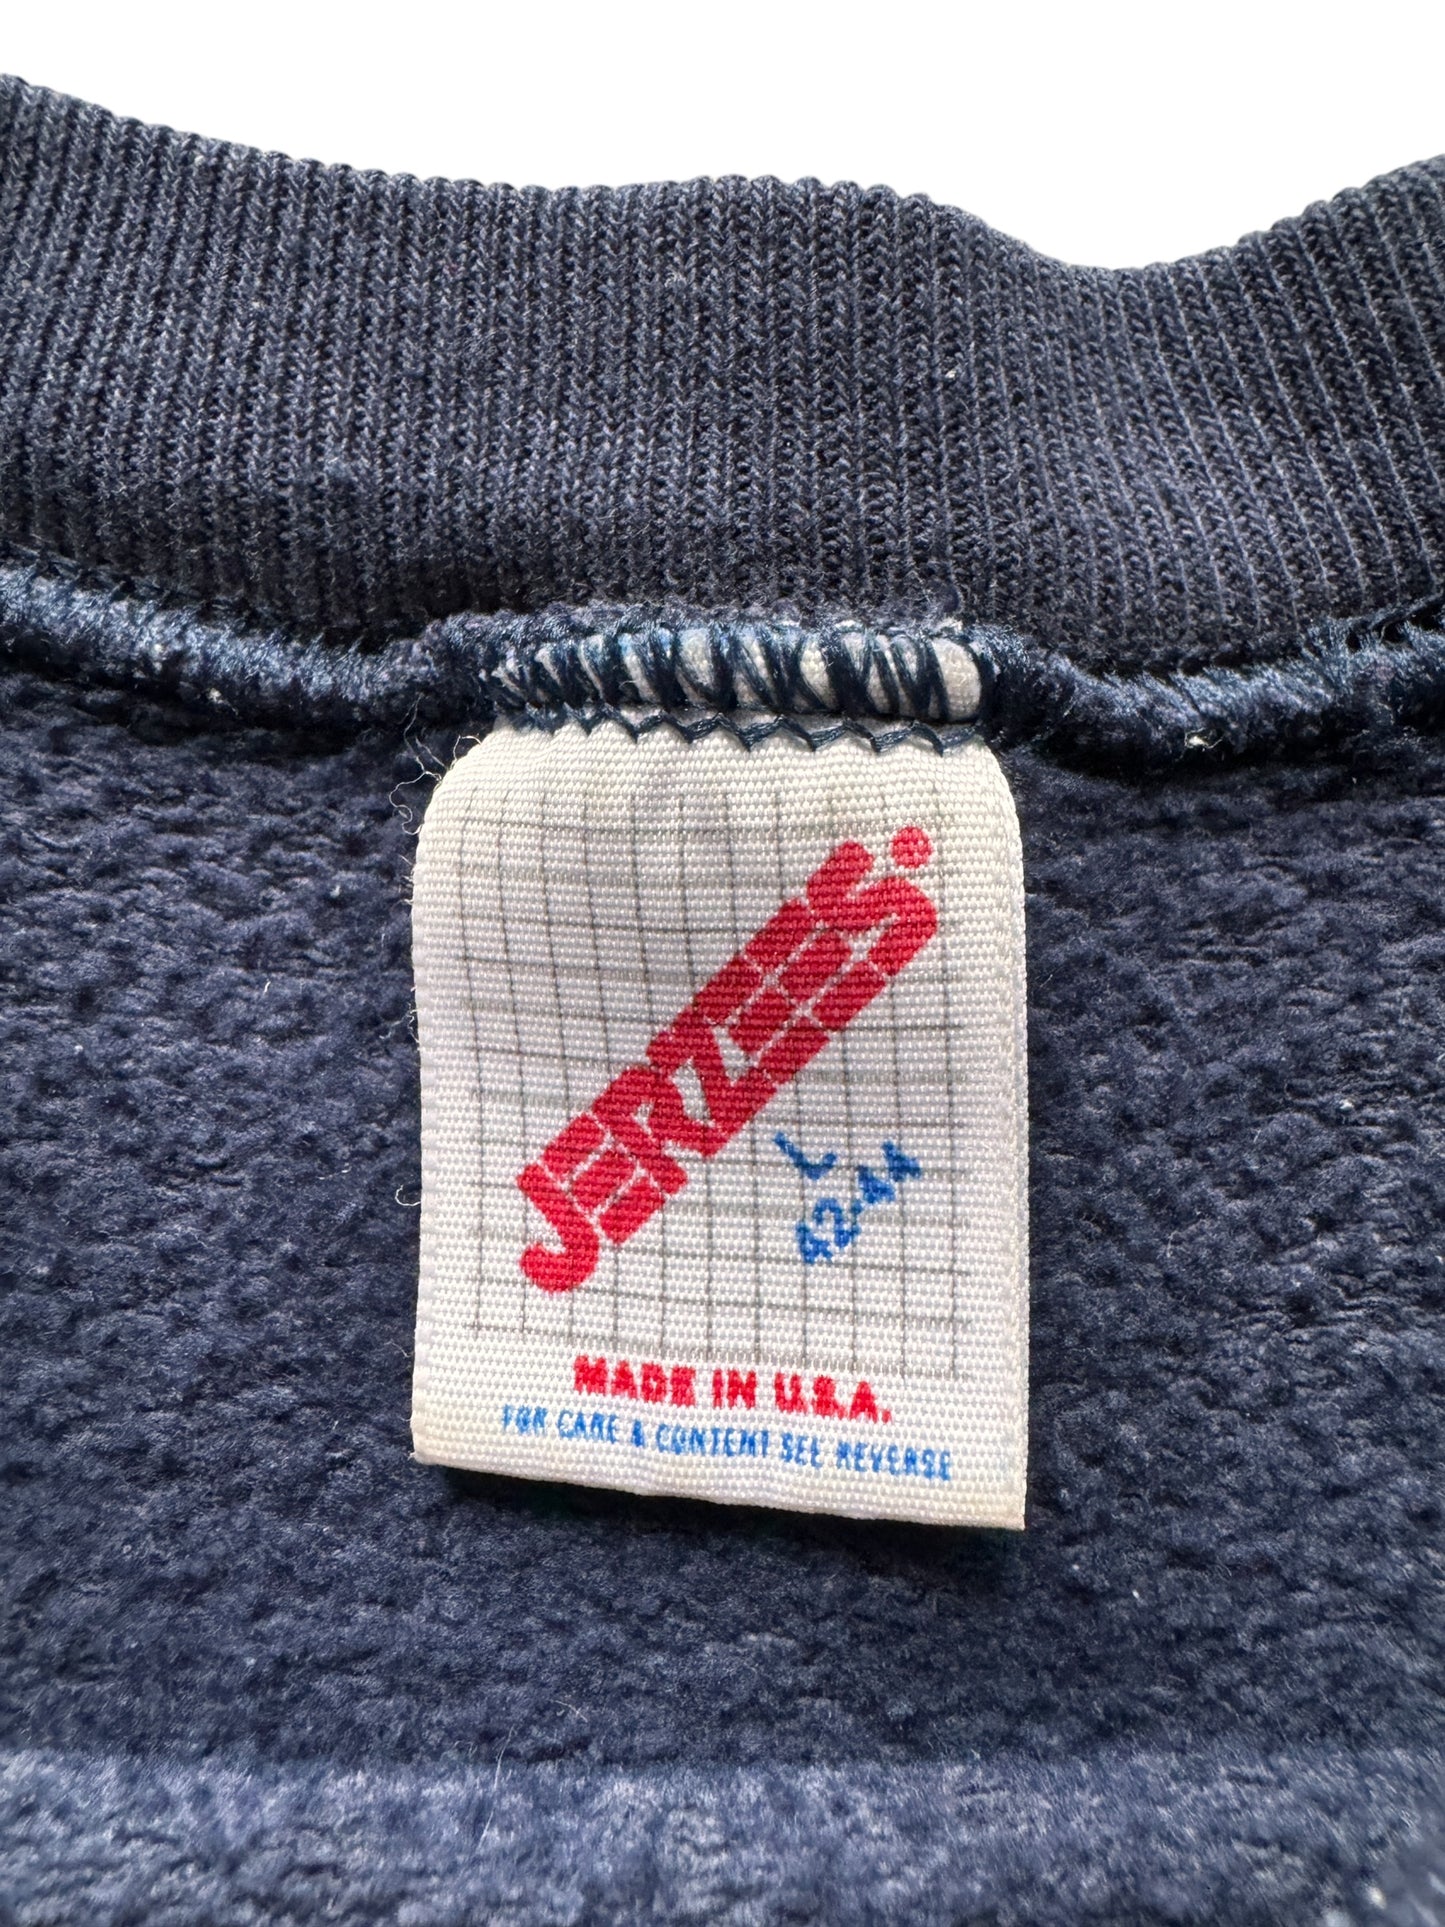 JERZEES.
L
42-44
MADE IN U.S.A.
FOR CARE & CONTENT SEE REVERSE